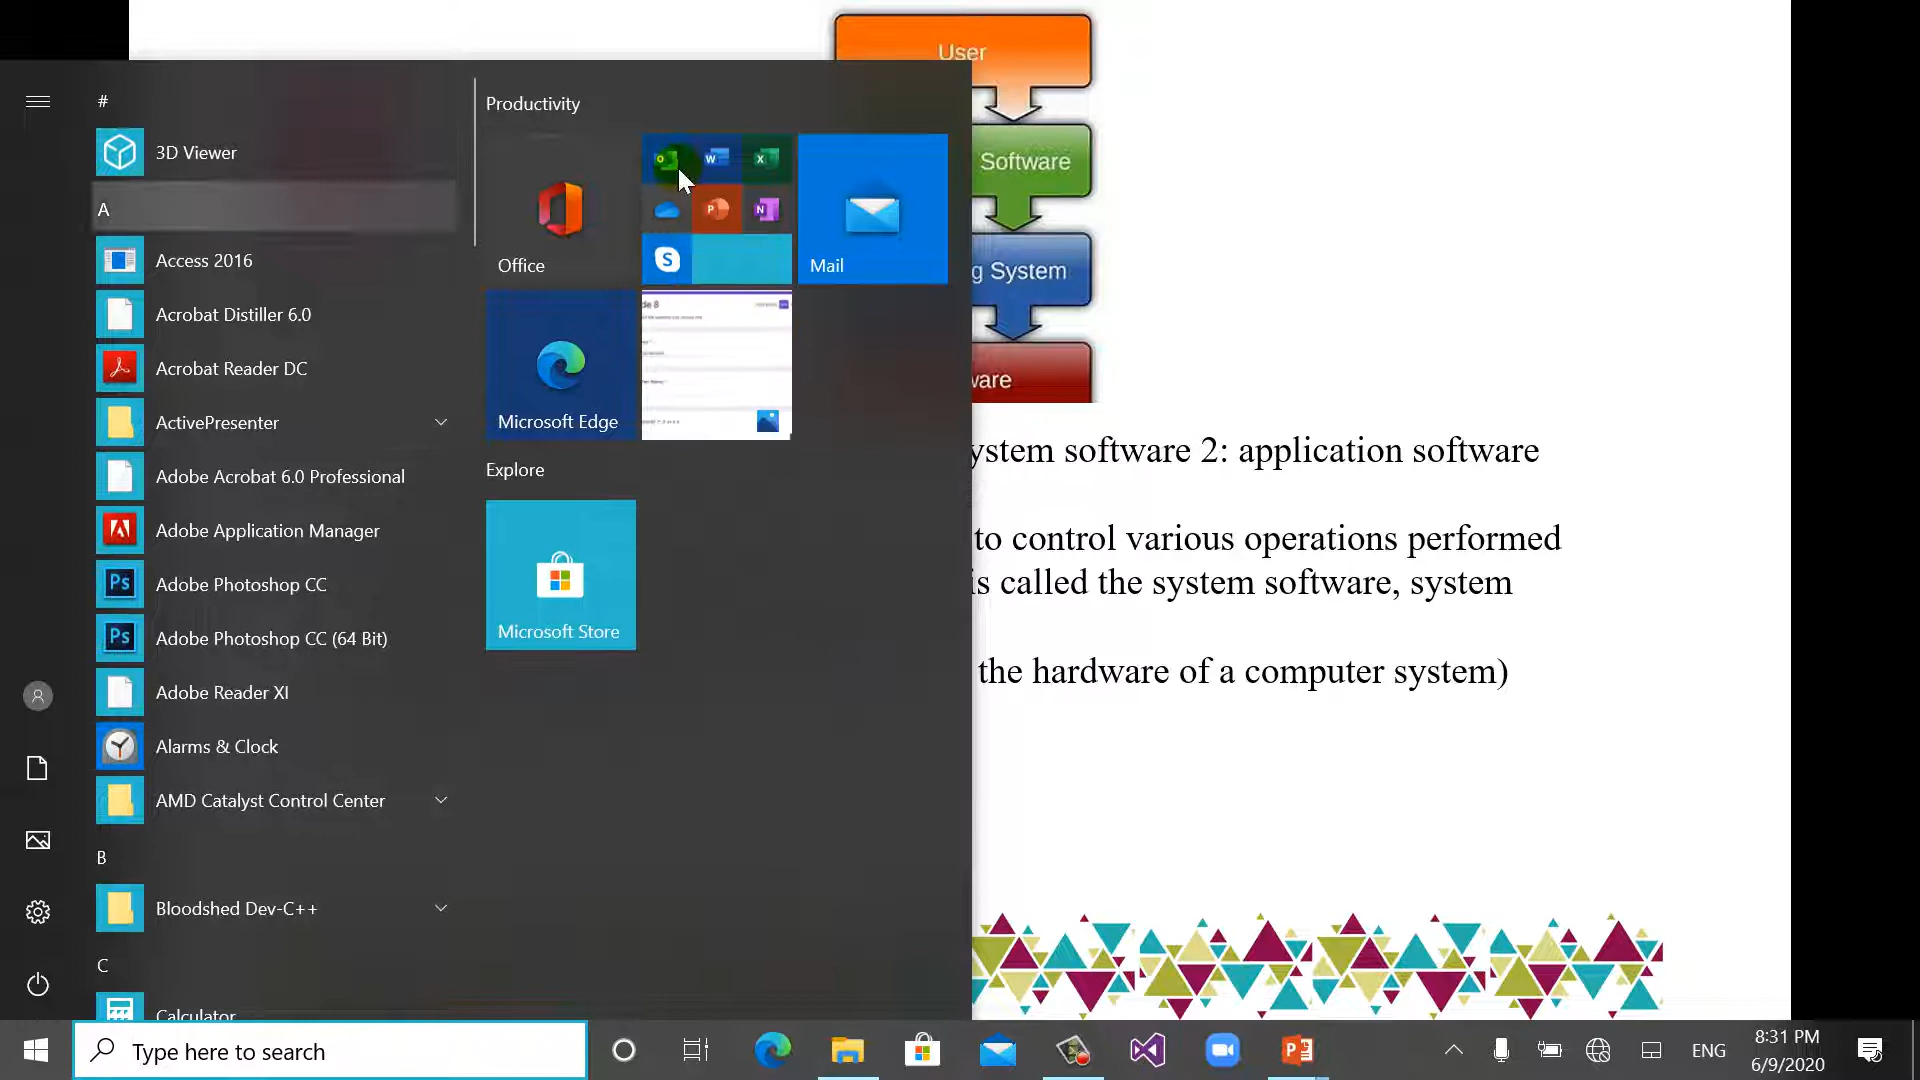 User
Software
g System
ware
ystem software 2: application software
to control various operations performed
is called the system software, system
the hardware of a computer system)
#
3D Viewer
A
Access 2016
Acrobat Distiller 6.0
Acrobat Reader DC
ActivePresenter
Adobe Acrobat 6.0 Professional
Adobe Application Manager
Adobe Photoshop CC
Adobe Photoshop CC (64 Bit)
Adobe Reader XI
Alarms & Clock
AMD Catalyst Control Center
B
Bloodshed Dev-C++
C
Calculator
Productivity
Office
Mail
Microsoft Edge
Explore
Microsoft Store
Type here to search
ENG
8:31 PM
6/9/2020